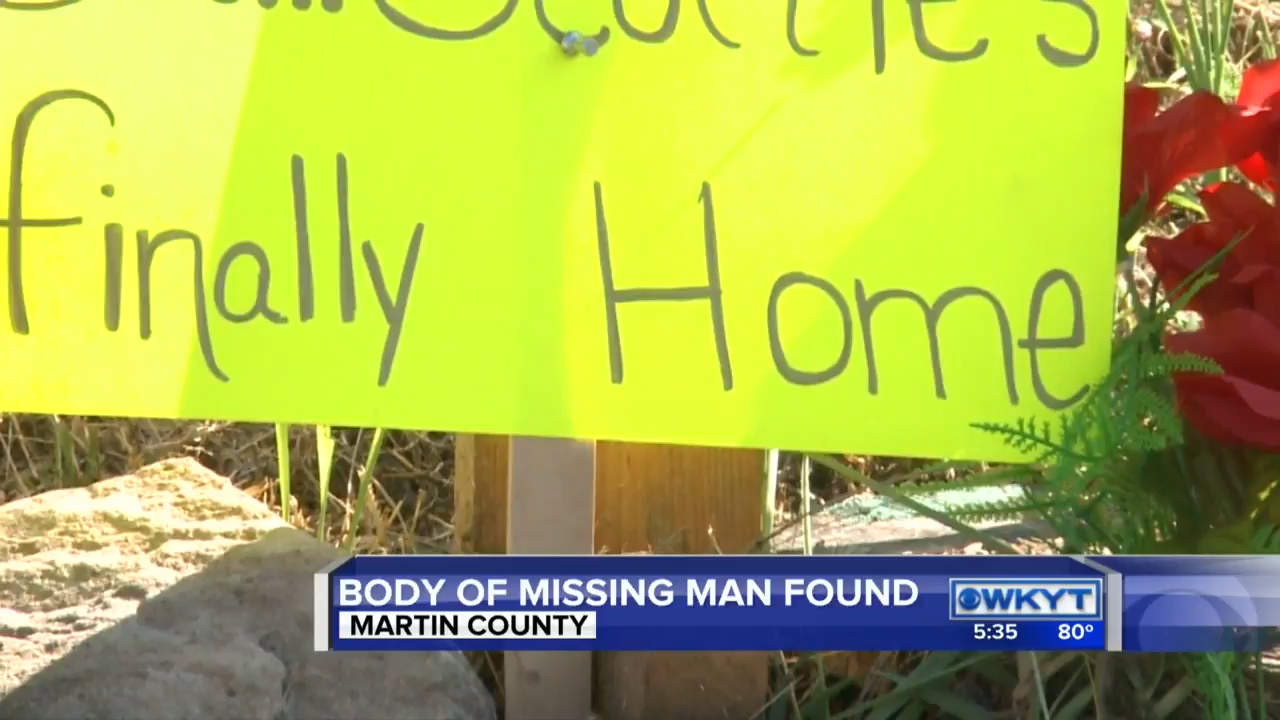 finally Home
BODY OF MISSING MAN FOUND
MARTIN COUNTY
WKYT
5:35 80°